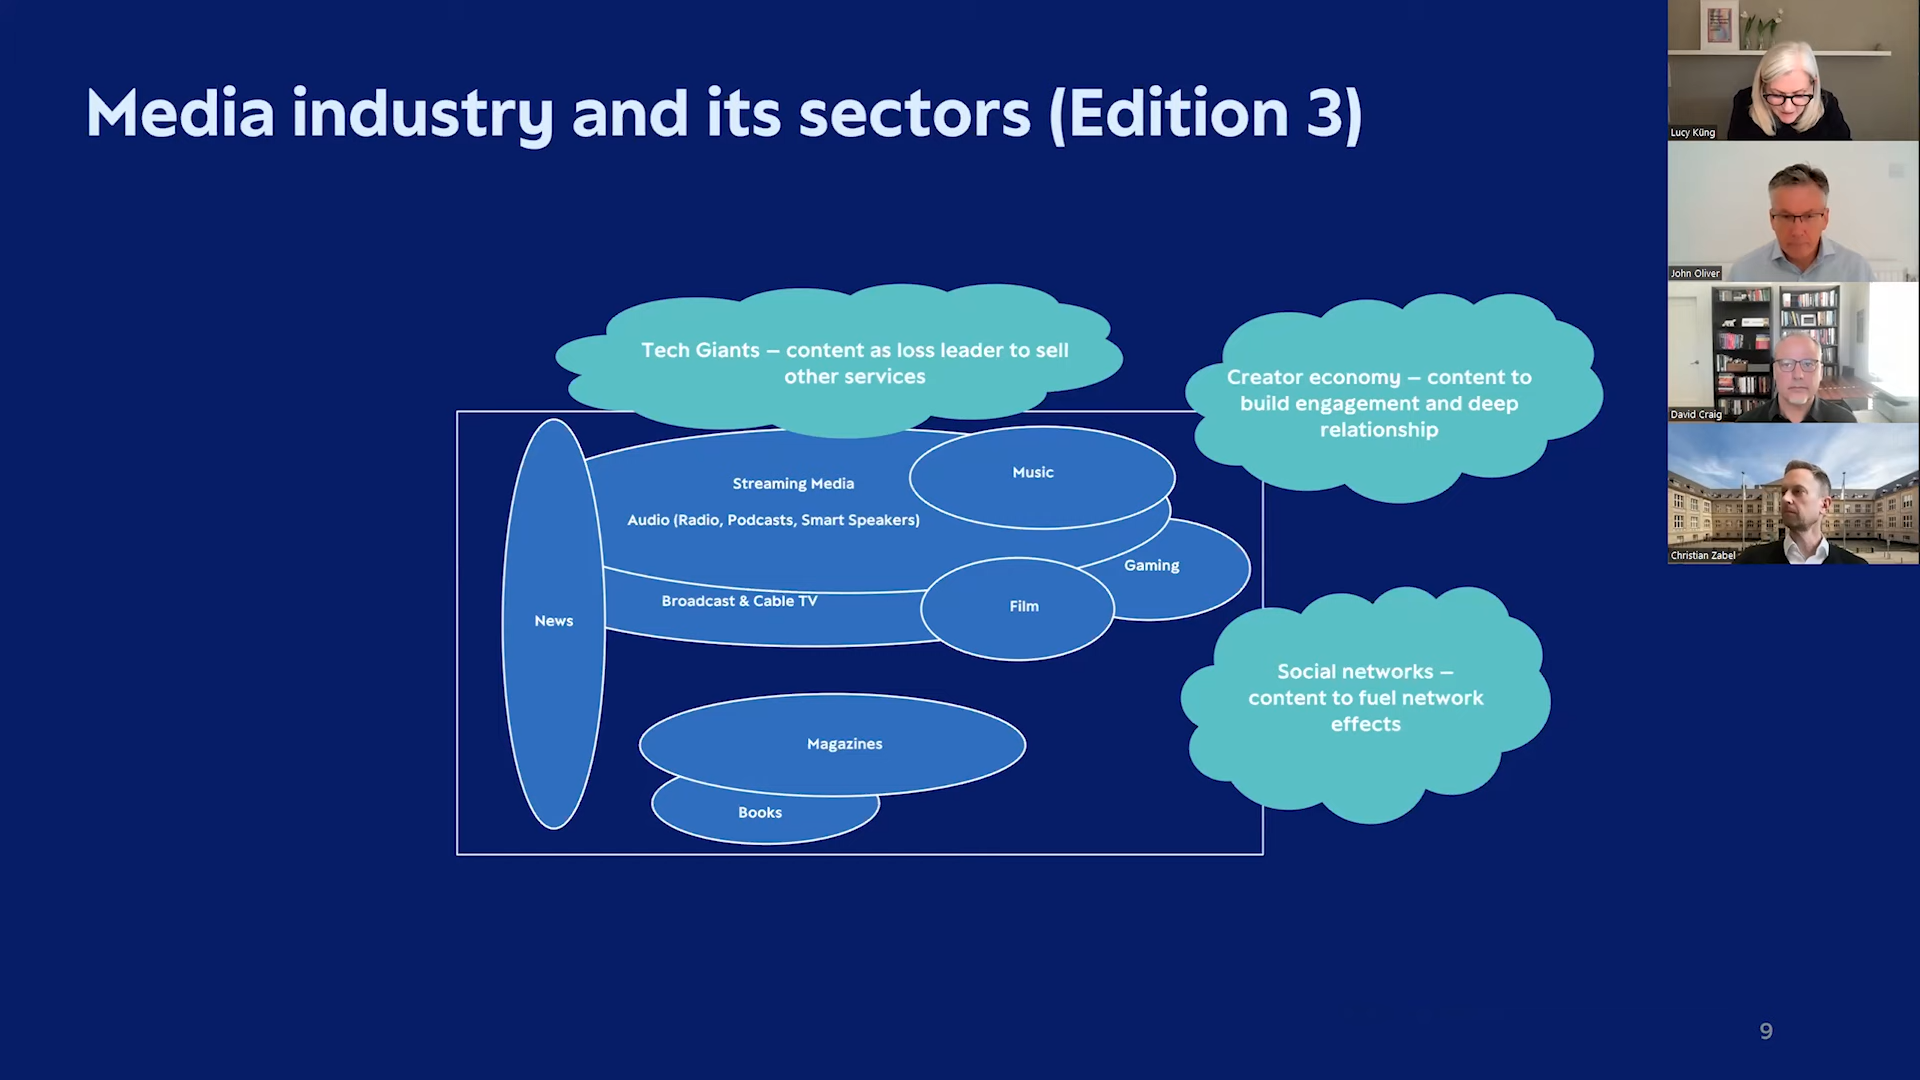 Media industry and its sectors (Edition 3)
Tech Giants – content as loss leader to sell
other services
Creator economy – content to
build engagement and deep
relationship
Streaming Media
Audio (Radio, Podcasts, Smart Speakers)
Music
Gaming
Broadcast & Cable TV
Film
News
Social networks –
content to fuel network
effects
Magazines
Books
9
Lucy Küng
John Oliver
David Craig
Christian Zabel